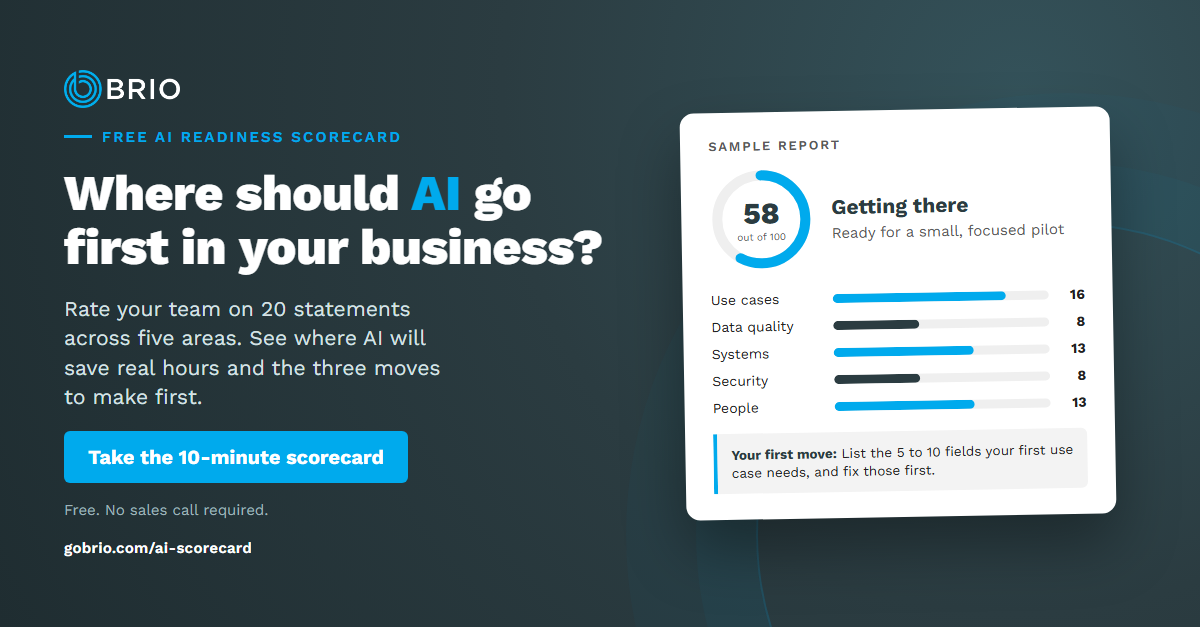 BRIO
FREE AI READINESS SCORECARD
Where should AI go
first in your business?
Rate your team on 20 statements
across five areas. See where AI will
save real hours and the three moves
to make first.
Take the 10-minute scorecard
Free. No sales call required.
gobrio.com/ai-scorecard
SAMPLE REPORT
58
out of 100
Getting there
Ready for a small, focused pilot
Use cases 16
Data quality 8
Systems 13
Security 8
People 13
Your first move: List the 5 to 10 fields your first use
case needs, and fix those first.